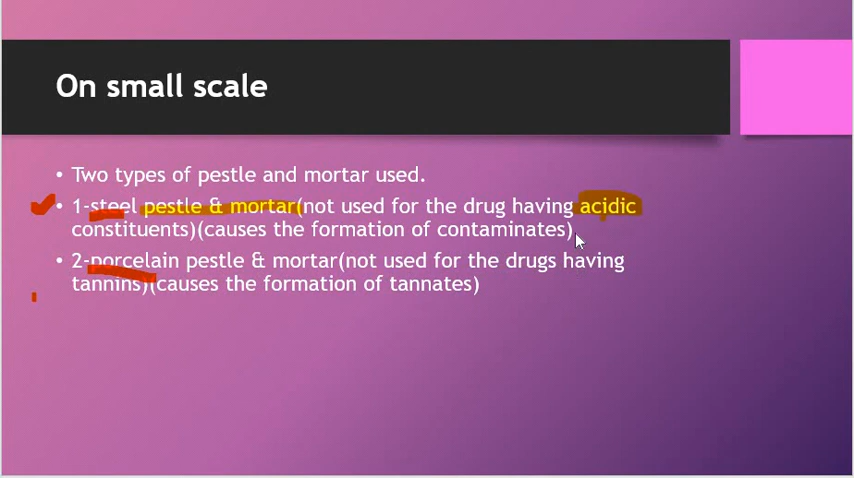 On small scale
• Two types of pestle and mortar used.
• 1-steel pestle & mortar(not used for the drug having acidic
constituents)(causes the formation of contaminates)
• 2-porcelain pestle & mortar(not used for the drugs having
tannins)(causes the formation of tannates)